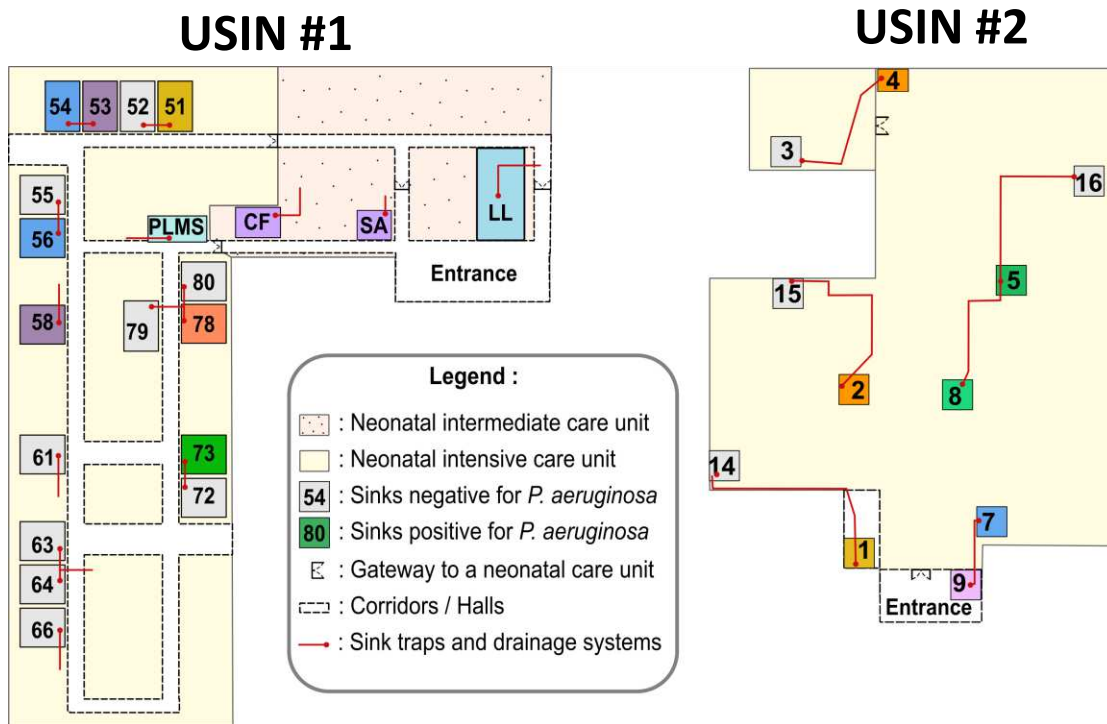 USIN #1
USIN #2
54 53 52 51
4
3
16
55
56
PLMS
CF
SA
LL
Entrance
80
58
79
78
5
15
2
8
61
73
72
14
63
64
66
1
7
9
Entrance
Legend :
: Neonatal intermediate care unit
: Neonatal intensive care unit
54 : Sinks negative for P. aeruginosa
80 : Sinks positive for P. aeruginosa
: Gateway to a neonatal care unit
: Corridors / Halls
: Sink traps and drainage systems